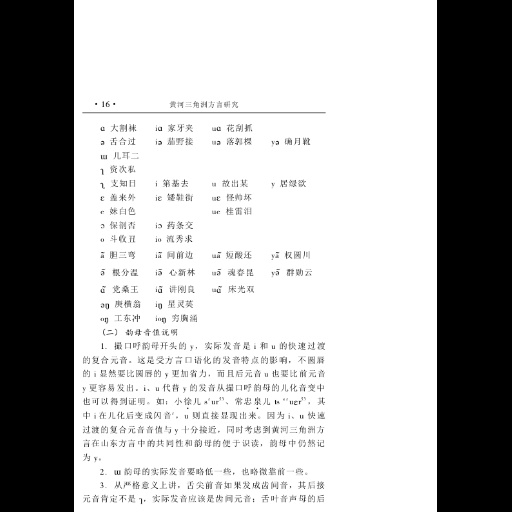 · 16 ·　黄河三角洲方言研究
ɑ 大割袜　iɑ 家牙夹　uɑ 花刮抓
ə 舌合过　iə 茄野接　uə 落郭棵　yə 确月靴
ɯ 儿耳二
ɿ 资次私
ʅ 支知日　i 第基去　u 故出某　y 居绿欲
ɛ 盖来外　iɛ 矮鞋街　uɛ 怪帅坏
e 妹白色　ue 桂雷泪
ɔ 保剖否　iɔ 药条交
o 斗收丑　io 流秀求
ã 胆三弯　iã 间前边　uã 短酸还　yã 权圆川
ə̃ 根分温　iə̃ 心新林　uə̃ 魂春昆　yə̃ 群勋云
ɑ̃ 党桑王　iɑ̃ 讲刚良　uɑ̃ 床光双
əŋ 庚横翁　iŋ 星灵英
oŋ 工东冲　ioŋ 穷胸涌
（二）韵母音值说明
1．撮口呼韵母开头的 y，实际发音是 i 和 u 的快速过渡
的复合元音。这是受方言口语化的发音特点的影响，不圆唇
的 i 显然要比圆唇的 y 更加省力，而且后元音 u 也要比前元音
y 更容易发出。i、u 代替 y 的发音从撮口呼韵母的儿化音变中
也可以得到证明。如：小徐儿、常忠泉儿，其
中 i 在儿化后变成闪音ʳ，u 则直接显现出来。因为 i、u 快速
过渡的复合元音音值与 y 十分接近，同时考虑到黄河三角洲方
言在山东方言中的共同性和韵母的便于识读，韵母中仍然记
为 y。
2．ɯ 韵母的实际发音要略低一些，也略微靠前一些。
3．从严格意义上讲，舌尖前音如果发成齿间音，其后接
元音肯定不是 ɿ，实际发音应该是齿间元音；舌叶音声母的后